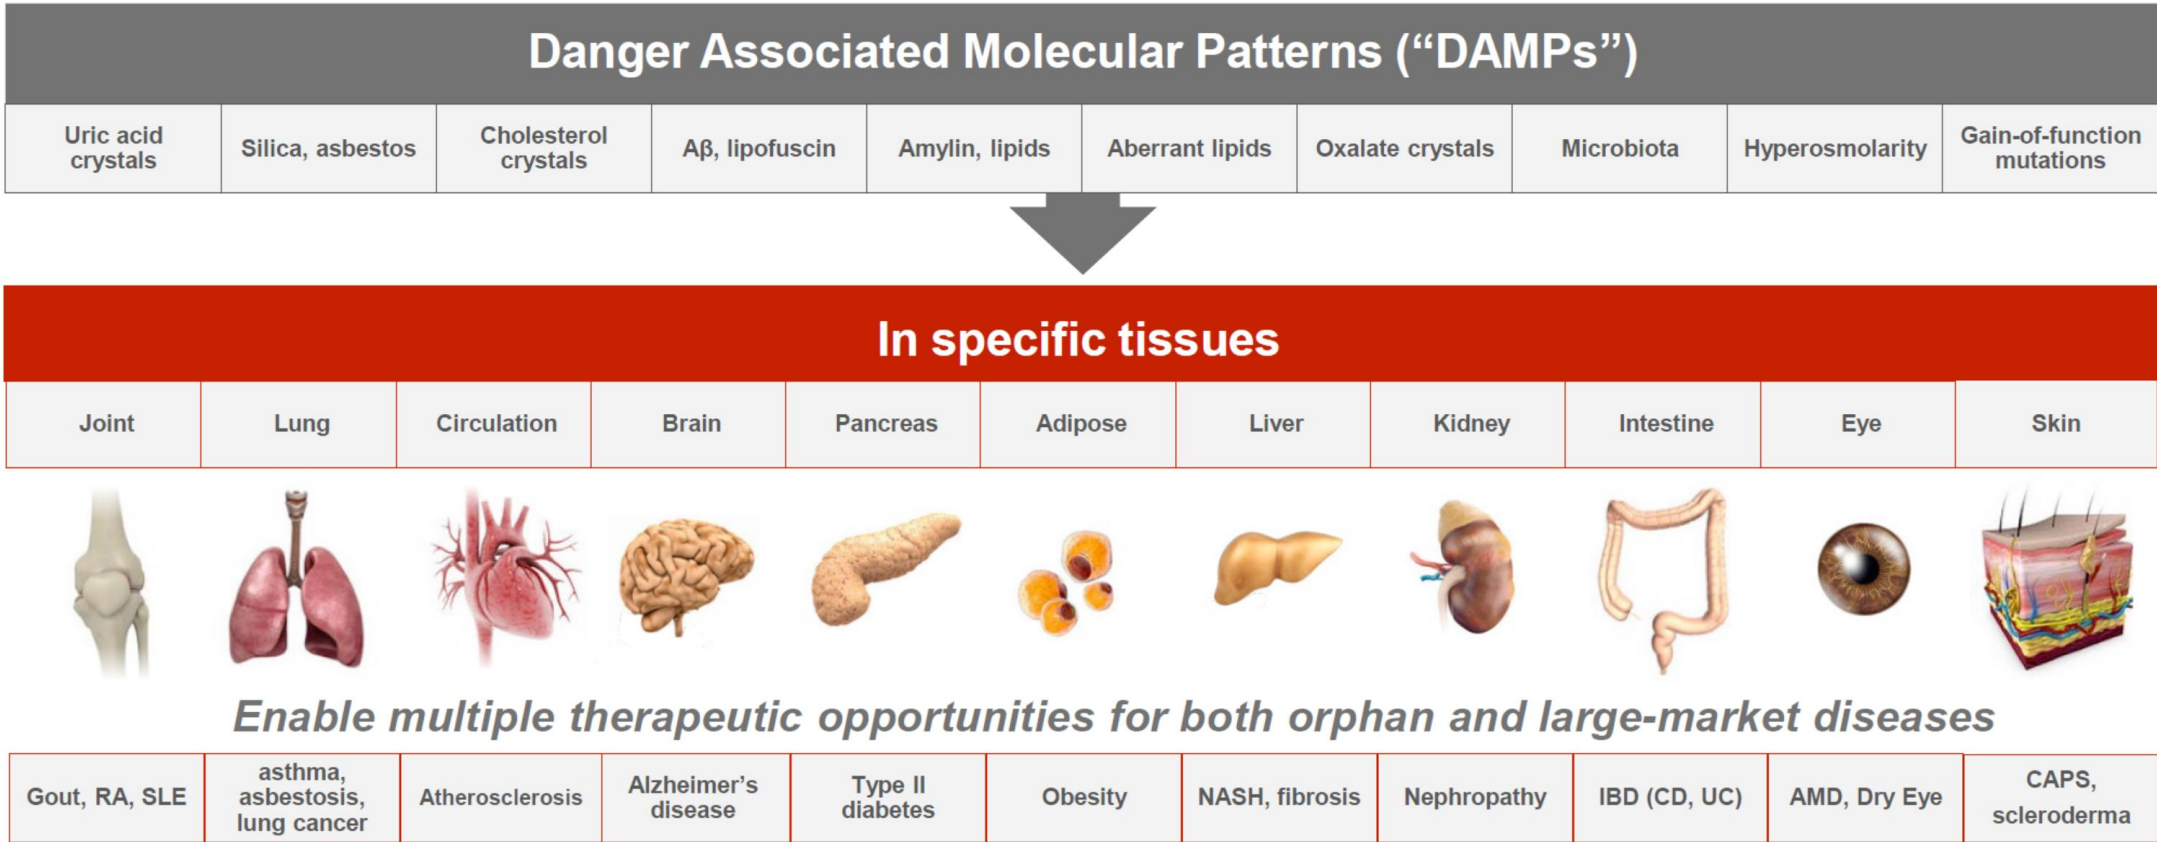 Danger Associated Molecular Patterns (“DAMPs”)
Uric acid
crystals
Silica, asbestos
Cholesterol
crystals
Aβ, lipofuscin
Amylin, lipids
Aberrant lipids
Oxalate crystals
Microbiota
Hyperosmolarity
Gain-of-function
mutations
In specific tissues
Joint
Lung
Circulation
Brain
Pancreas
Adipose
Liver
Kidney
Intestine
Eye
Skin
Enable multiple therapeutic opportunities for both orphan and large-market diseases
Gout, RA, SLE
asthma,
asbestosis,
lung cancer
Atherosclerosis
Alzheimer’s
disease
Type II
diabetes
Obesity
NASH, fibrosis
Nephropathy
IBD (CD, UC)
AMD, Dry Eye
CAPS,
scleroderma